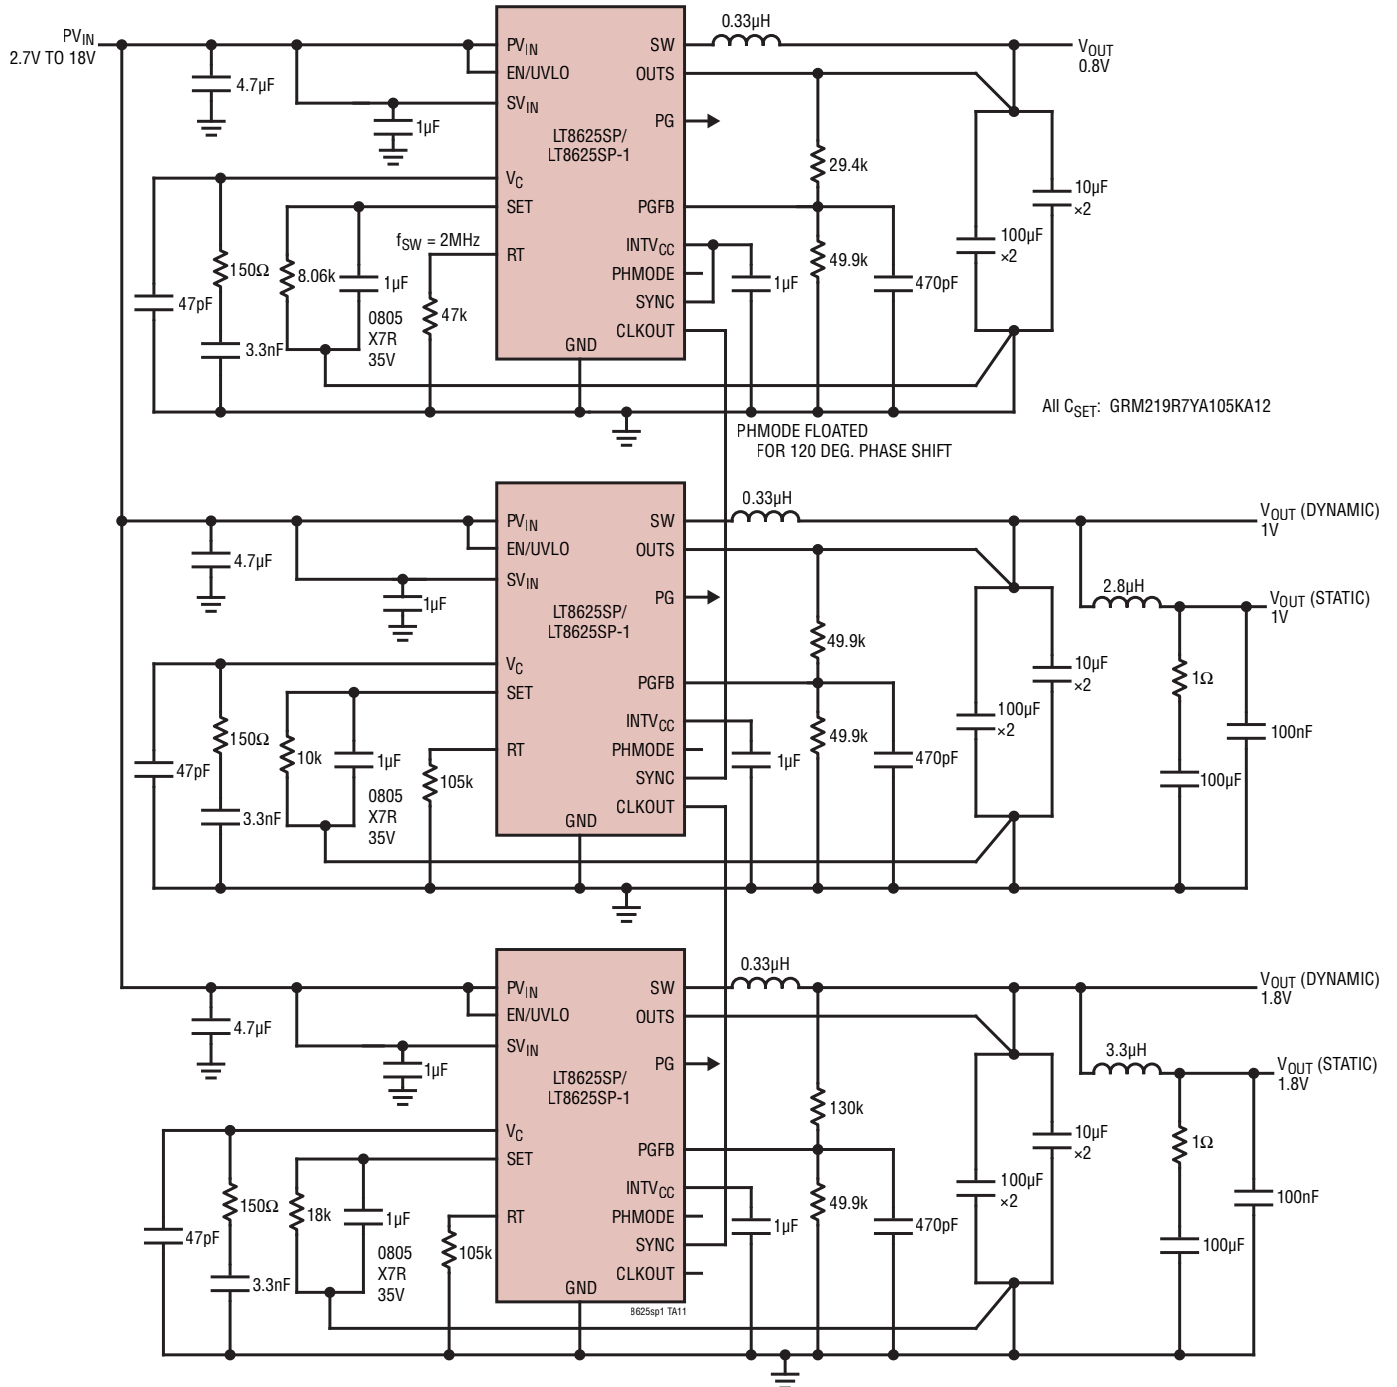 PVIN
2.7V TO 18V
4.7µF
1µF
PVIN
EN/UVLO
SVIN
LT8625SP/
LT8625SP-1
VC
SET
RT
GND
SW
OUTS
PG
PGFB
INTVCC
PHMODE
SYNC
CLKOUT
0.33µH
VOUT
0.8V
29.4k
49.9k
1µF
470pF
100µF
×2
10µF
×2
47pF
150Ω
3.3nF
8.06k
1µF
0805
X7R
35V
fSW = 2MHz
47k
All CSET: GRM219R7YA105KA12
PHMODE FLOATED
FOR 120 DEG. PHASE SHIFT
4.7µF
1µF
PVIN
EN/UVLO
SVIN
LT8625SP/
LT8625SP-1
VC
SET
RT
GND
SW
OUTS
PG
PGFB
INTVCC
PHMODE
SYNC
CLKOUT
0.33µH
VOUT (DYNAMIC)
1V
2.8µH
VOUT (STATIC)
1V
49.9k
49.9k
1µF
470pF
100µF
×2
10µF
×2
1Ω
100µF
100nF
47pF
150Ω
3.3nF
10k
1µF
0805
X7R
35V
105k
4.7µF
1µF
PVIN
EN/UVLO
SVIN
LT8625SP/
LT8625SP-1
VC
SET
RT
GND
SW
OUTS
PG
PGFB
INTVCC
PHMODE
SYNC
CLKOUT
0.33µH
VOUT (DYNAMIC)
1.8V
3.3µH
VOUT (STATIC)
1.8V
130k
49.9k
1µF
470pF
100µF
×2
10µF
×2
1Ω
100µF
100nF
47pF
150Ω
3.3nF
18k
1µF
0805
X7R
35V
105k
8625sp1 TA11